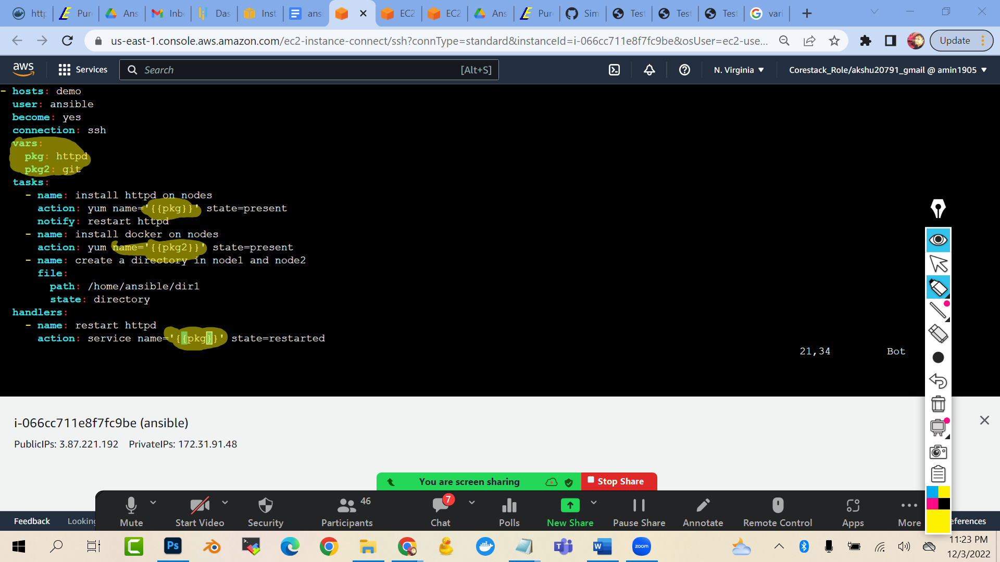 http
Pur
Ans
Inb
Das
Inst
ans
EC2
EC2
Ans
Pur
Sim
Test
Test
Test
vari
us-east-1.console.aws.amazon.com/ec2-instance-connect/ssh?connType=standard&instanceId=i-066cc711e8f7fc9be&osUser=ec2-use...
Update
aws
Services
Search
[Alt+S]
N. Virginia
Corestack_Role/akshu20791_gmail @ amin1905
- hosts: demo
user: ansible
become: yes
connection: ssh
vars:
pkg: httpd
pkg2: git
tasks:
- name: install httpd on nodes
action: yum name='{{pkg}}' state=present
notify: restart httpd
- name: install docker on nodes
action: yum name='{{pkg2}}' state=present
- name: create a directory in node1 and node2
file:
path: /home/ansible/dir1
state: directory
handlers:
- name: restart httpd
action: service name='{{pkg}}' state=restarted
21,34 Bot
i-066cc711e8f7fc9be (ansible)
PublicIPs: 3.87.221.192 PrivateIPs: 172.31.91.48
You are screen sharing
Stop Share
46
7
Mute
Start Video
Security
Participants
Chat
Polls
New Share
Pause Share
Annotate
Remote Control
Apps
More
Feedback
Looking
eferences
Ps
zoom
11:23 PM
12/3/2022